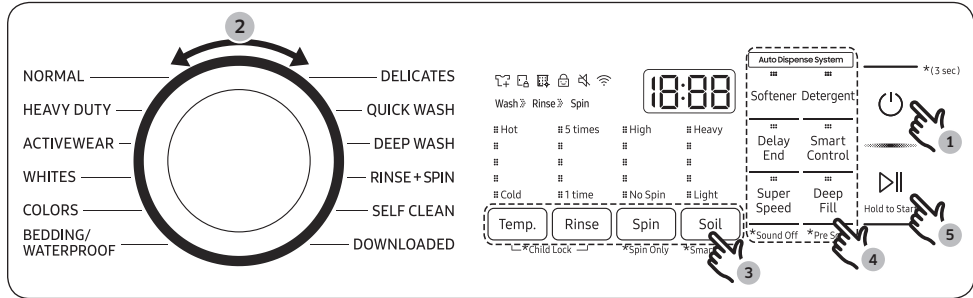 2
NORMAL
HEAVY DUTY
ACTIVEWEAR
WHITES
COLORS
BEDDING/
WATERPROOF
DELICATES
QUICK WASH
DEEP WASH
RINSE+SPIN
SELF CLEAN
DOWNLOADED
Wash Rinse Spin
18:88
Hot 5 times High Heavy
Cold 1 time No Spin Light
Temp. Rinse Spin Soil
*Child Lock *Spin Only
3
Auto Dispense System
Softener Detergent
Delay
End
Smart
Control
Super
Speed
Deep
Fill
*Sound Off *Pre
4
*(3 sec)
1
Hold to Start
5